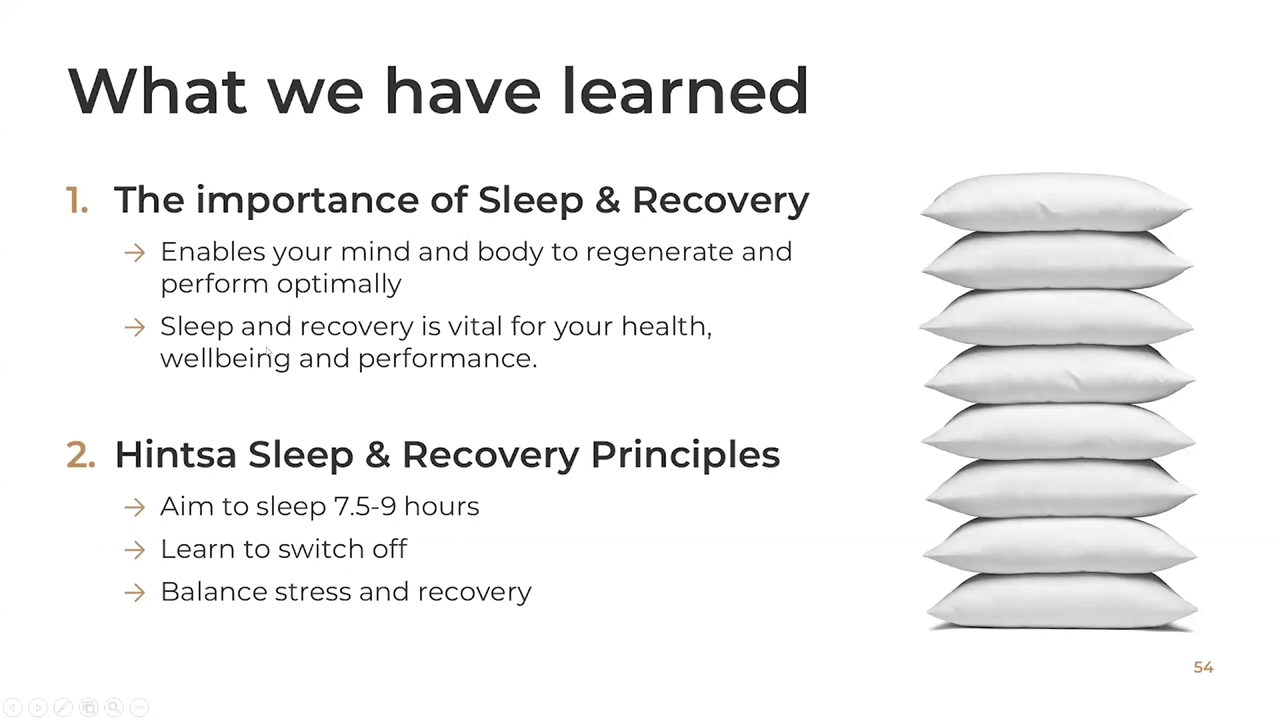 What we have learned
1. The importance of Sleep & Recovery
→ Enables your mind and body to regenerate and
perform optimally
→ Sleep and recovery is vital for your health,
wellbeing and performance.
2. Hintsa Sleep & Recovery Principles
→ Aim to sleep 7.5-9 hours
→ Learn to switch off
→ Balance stress and recovery
54